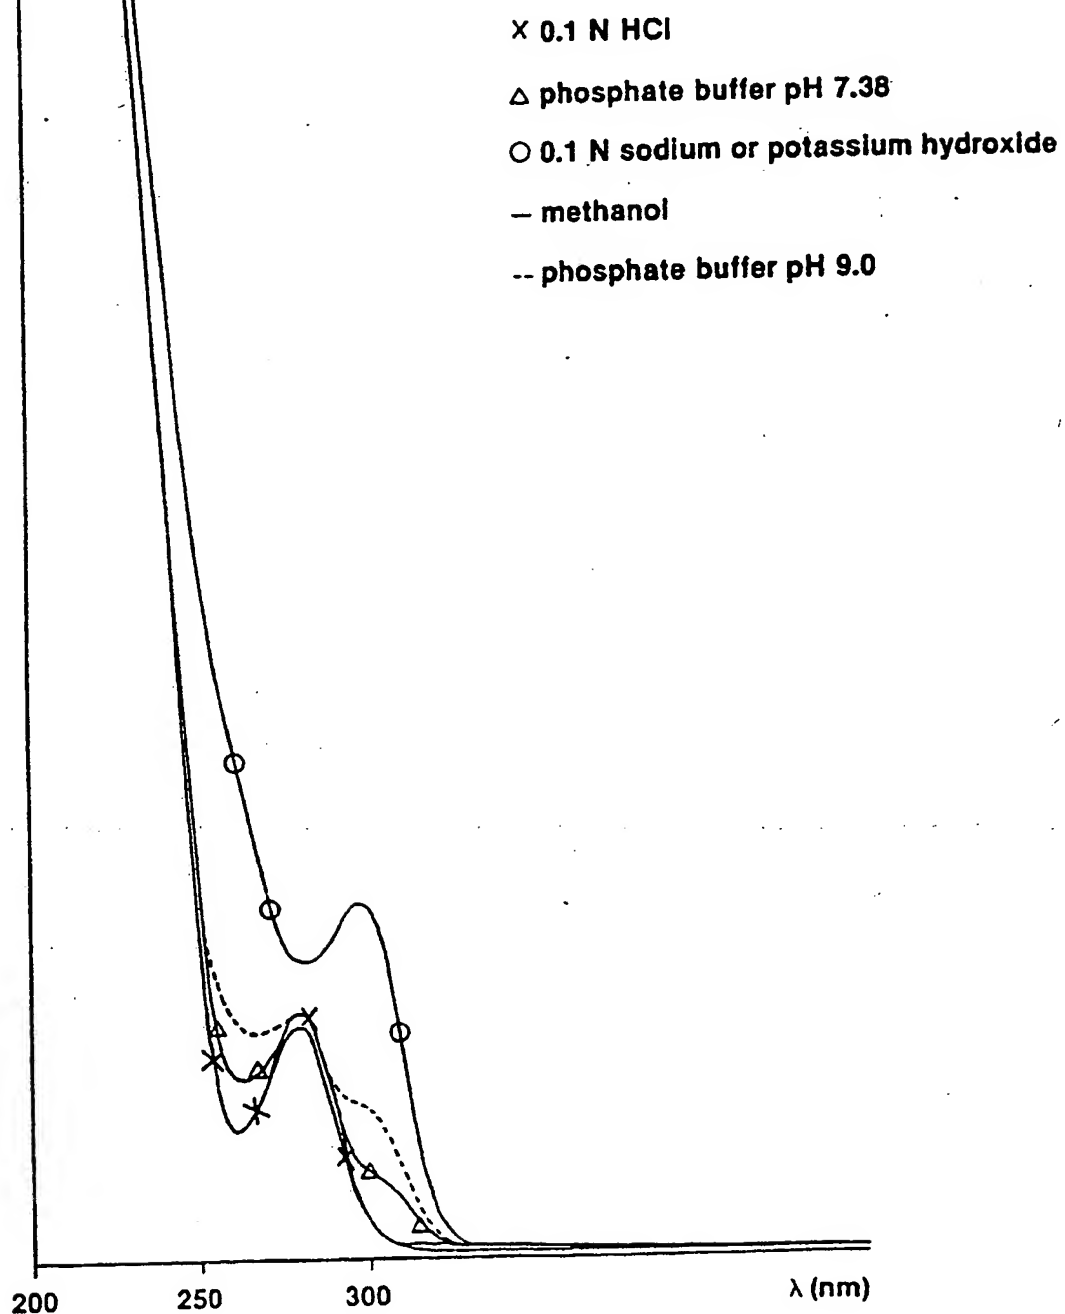 × 0.1 N HCl
△ phosphate buffer pH 7.38
○ 0.1 N sodium or potassium hydroxide
— methanol
-- phosphate buffer pH 9.0
200 250 300 λ (nm)